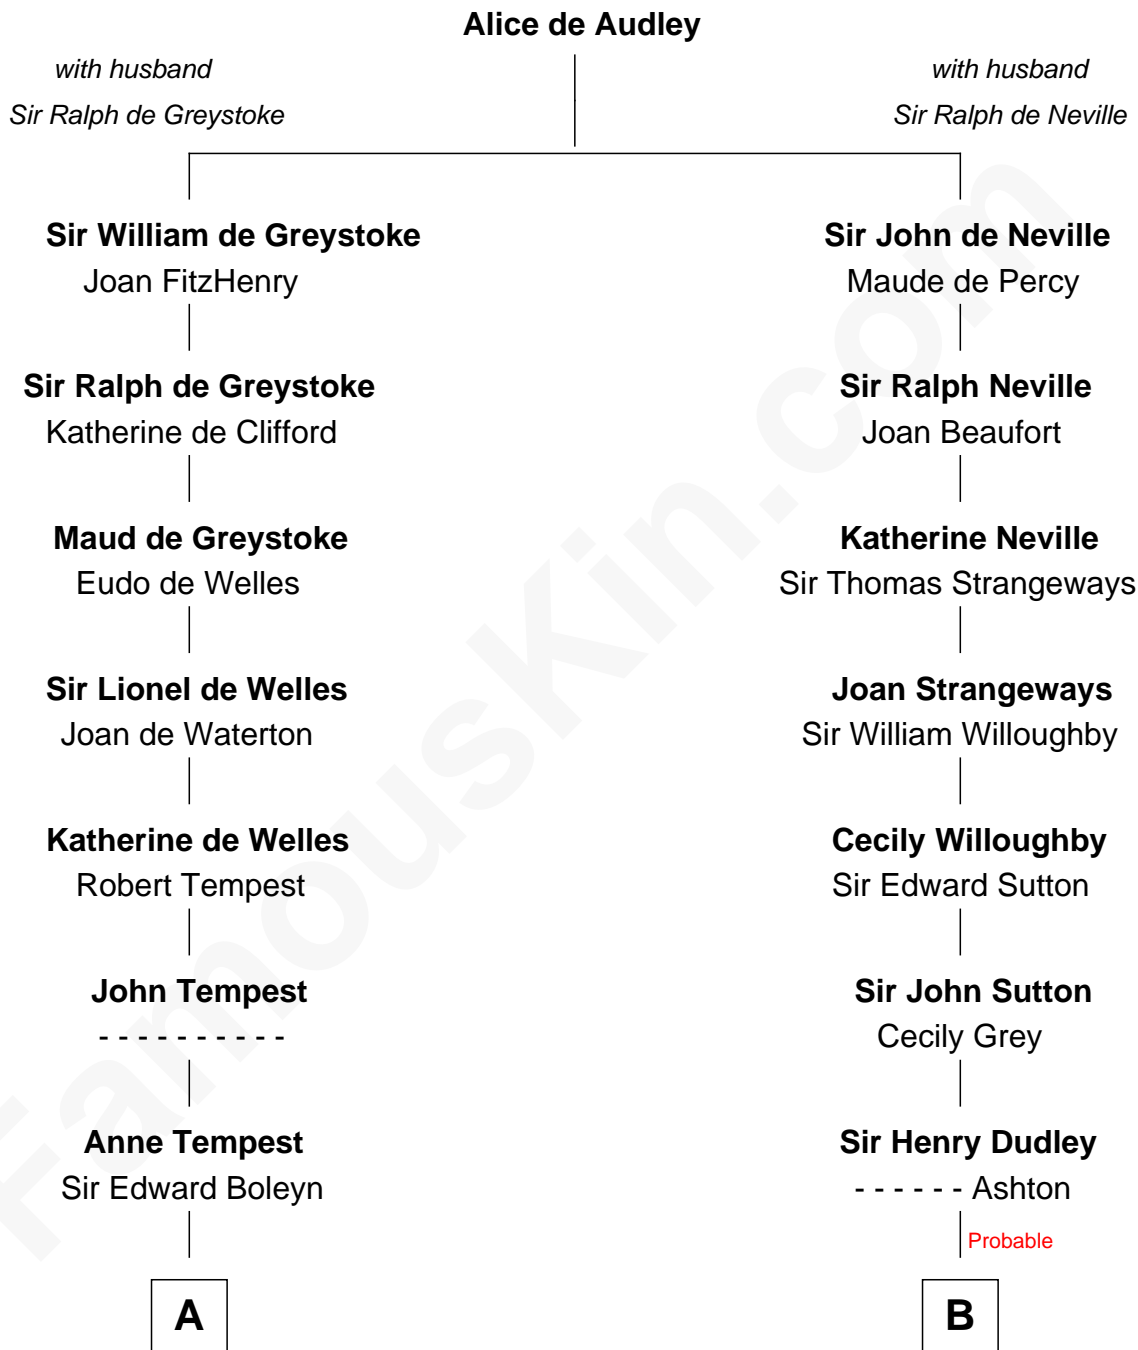 Alice de Audley
with husband
Sir Ralph de Greystoke
with husband
Sir Ralph de Neville
Sir William de Greystoke
Joan FitzHenry
Sir John de Neville
Maude de Percy
Sir Ralph de Greystoke
Katherine de Clifford
Sir Ralph Neville
Joan Beaufort
Maud de Greystoke
Eudo de Welles
Katherine Neville
Sir Thomas Strangeways
Sir Lionel de Welles
Joan de Waterton
Joan Strangeways
Sir William Willoughby
Katherine de Welles
Robert Tempest
Cecily Willoughby
Sir Edward Sutton
John Tempest
- - - - - - - - - -
Sir John Sutton
Cecily Grey
Anne Tempest
Sir Edward Boleyn
Sir Henry Dudley
- - - - - - Ashton
Probable
A
B
FamousKin.com